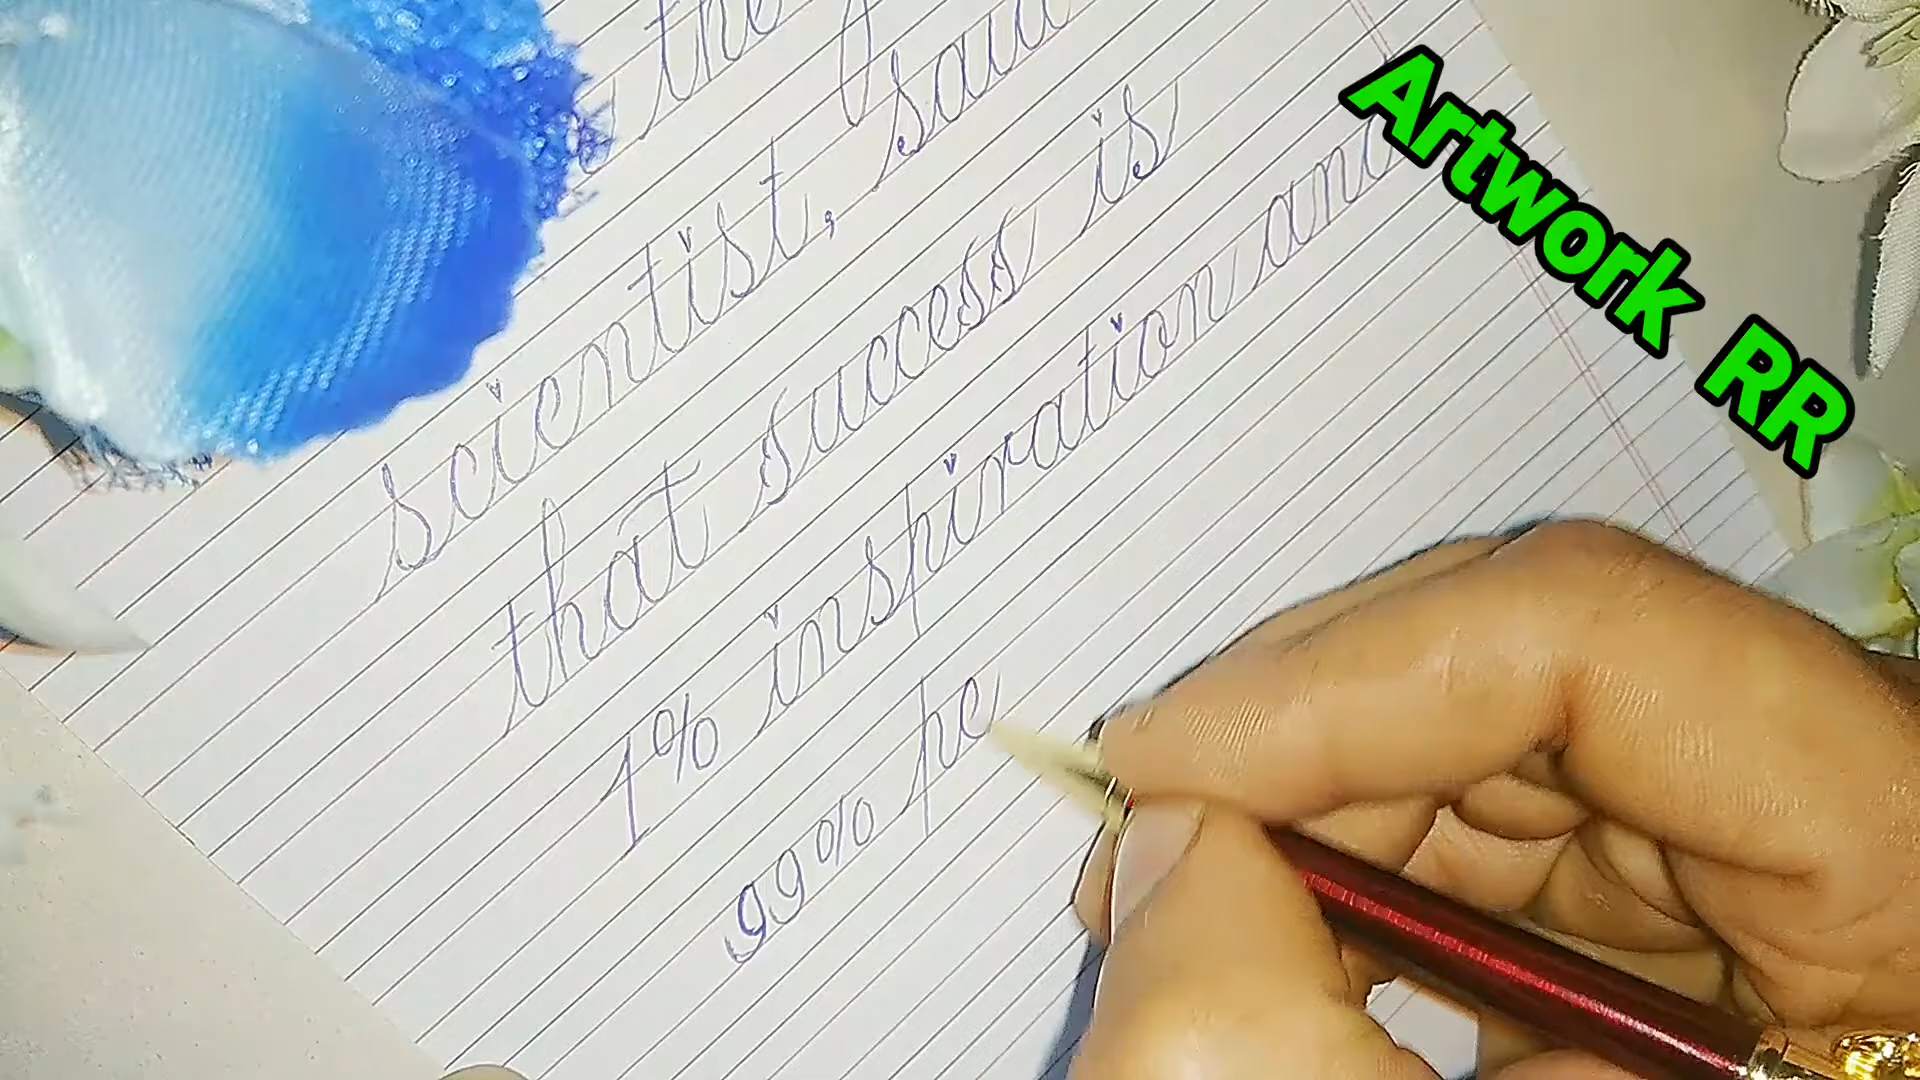 the
scientist, said
that success is
1% inspiration and
99% pe
Artwork RR